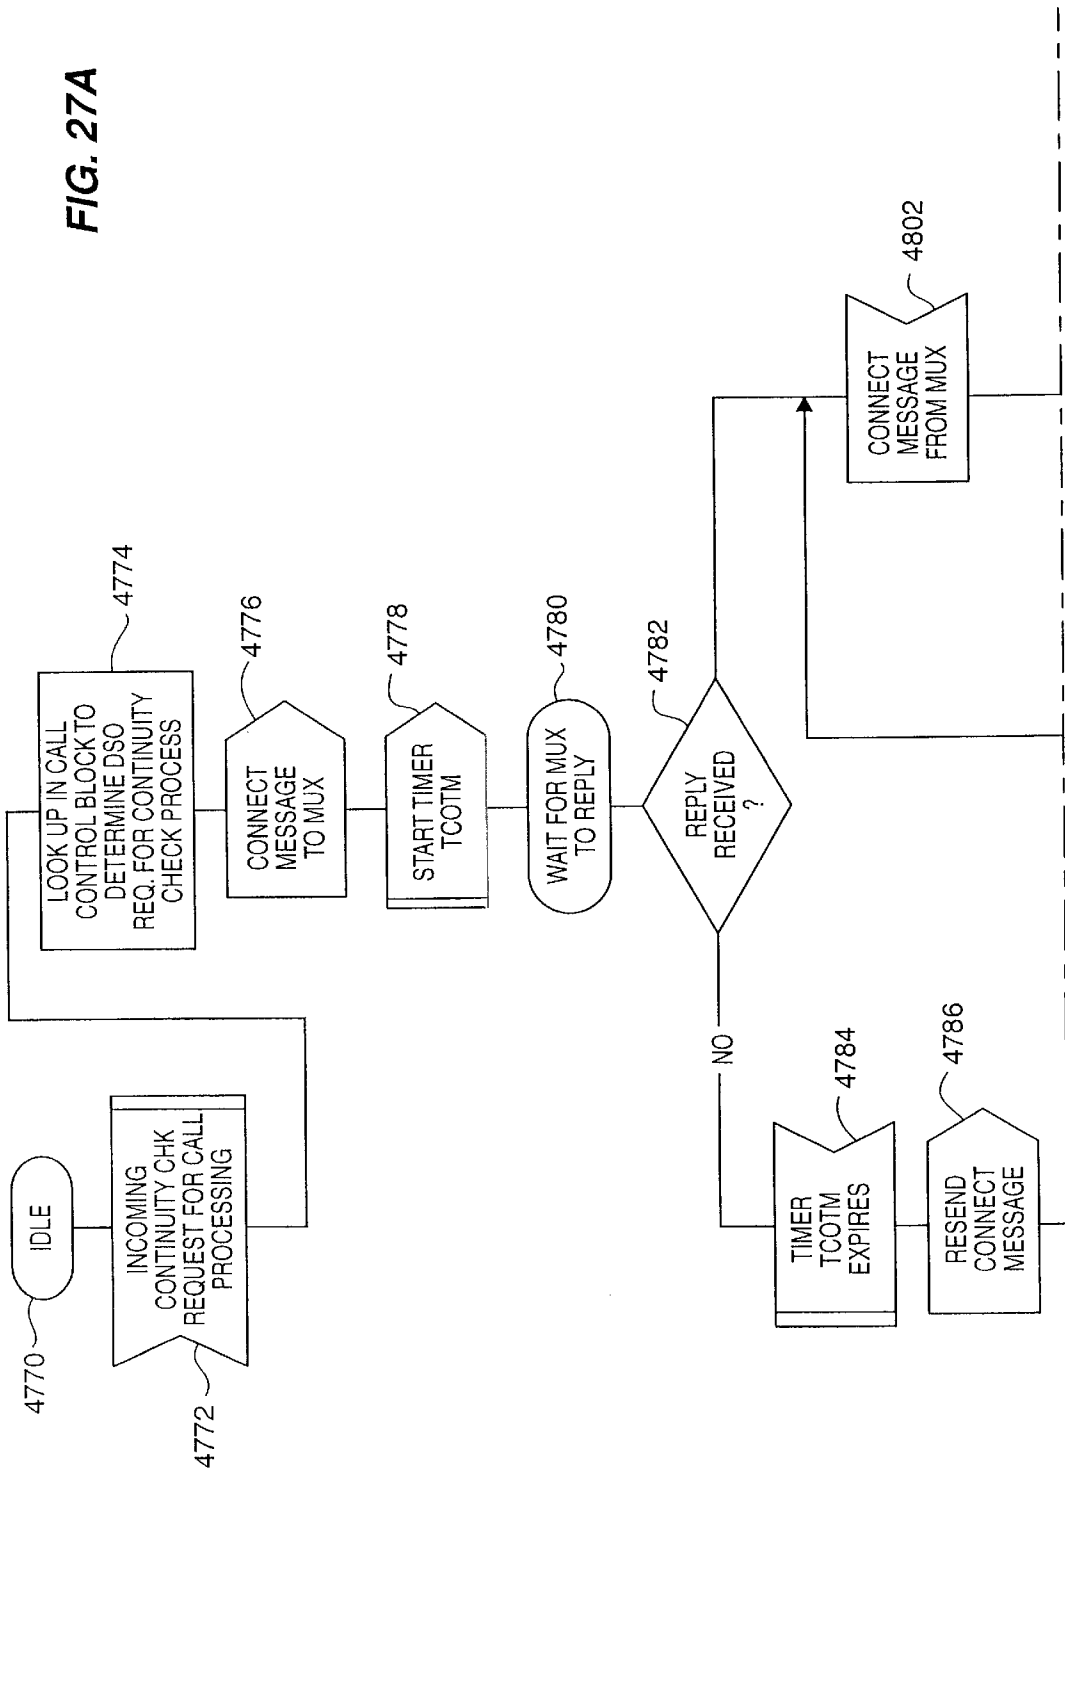 FIG. 27A
4770
IDLE
4772
INCOMING
CONTINUITY CHK
REQUEST FOR CALL
PROCESSING
4774
LOOK UP IN CALL
CONTROL BLOCK TO
DETERMINE DSO
REQ. FOR CONTINUITY
CHECK PROCESS
4776
CONNECT
MESSAGE
TO MUX
4778
START TIMER
TCOTM
4780
WAIT FOR MUX
TO REPLY
4782
REPLY
RECEIVED
?
NO
4784
TIMER
TCOTM
EXPIRES
4786
RESEND
CONNECT
MESSAGE
4802
CONNECT
MESSAGE
FROM MUX